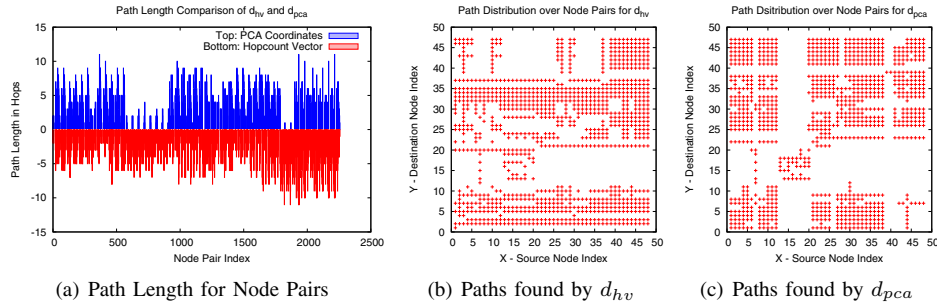 Path Length Comparison of d_hv and d_pca
Top: PCA Coordinates
Bottom: Hopcount Vector
Path Length in Hops
15
10
5
0
-5
-10
-15
0 500 1000 1500 2000 2500
Node Pair Index
(a) Path Length for Node Pairs
Path Distribution over Node Pairs for d_hv
Y - Destination Node Index
50
45
40
35
30
25
20
15
10
5
0
0 5 10 15 20 25 30 35 40 45 50
X - Source Node Index
(b) Paths found by d_hv
Path Dsitribution over Node Pairs for d_pca
Y - Destination Node Index
50
45
40
35
30
25
20
15
10
5
0
0 5 10 15 20 25 30 35 40 45 50
X - Source Node Index
(c) Paths found by d_pca